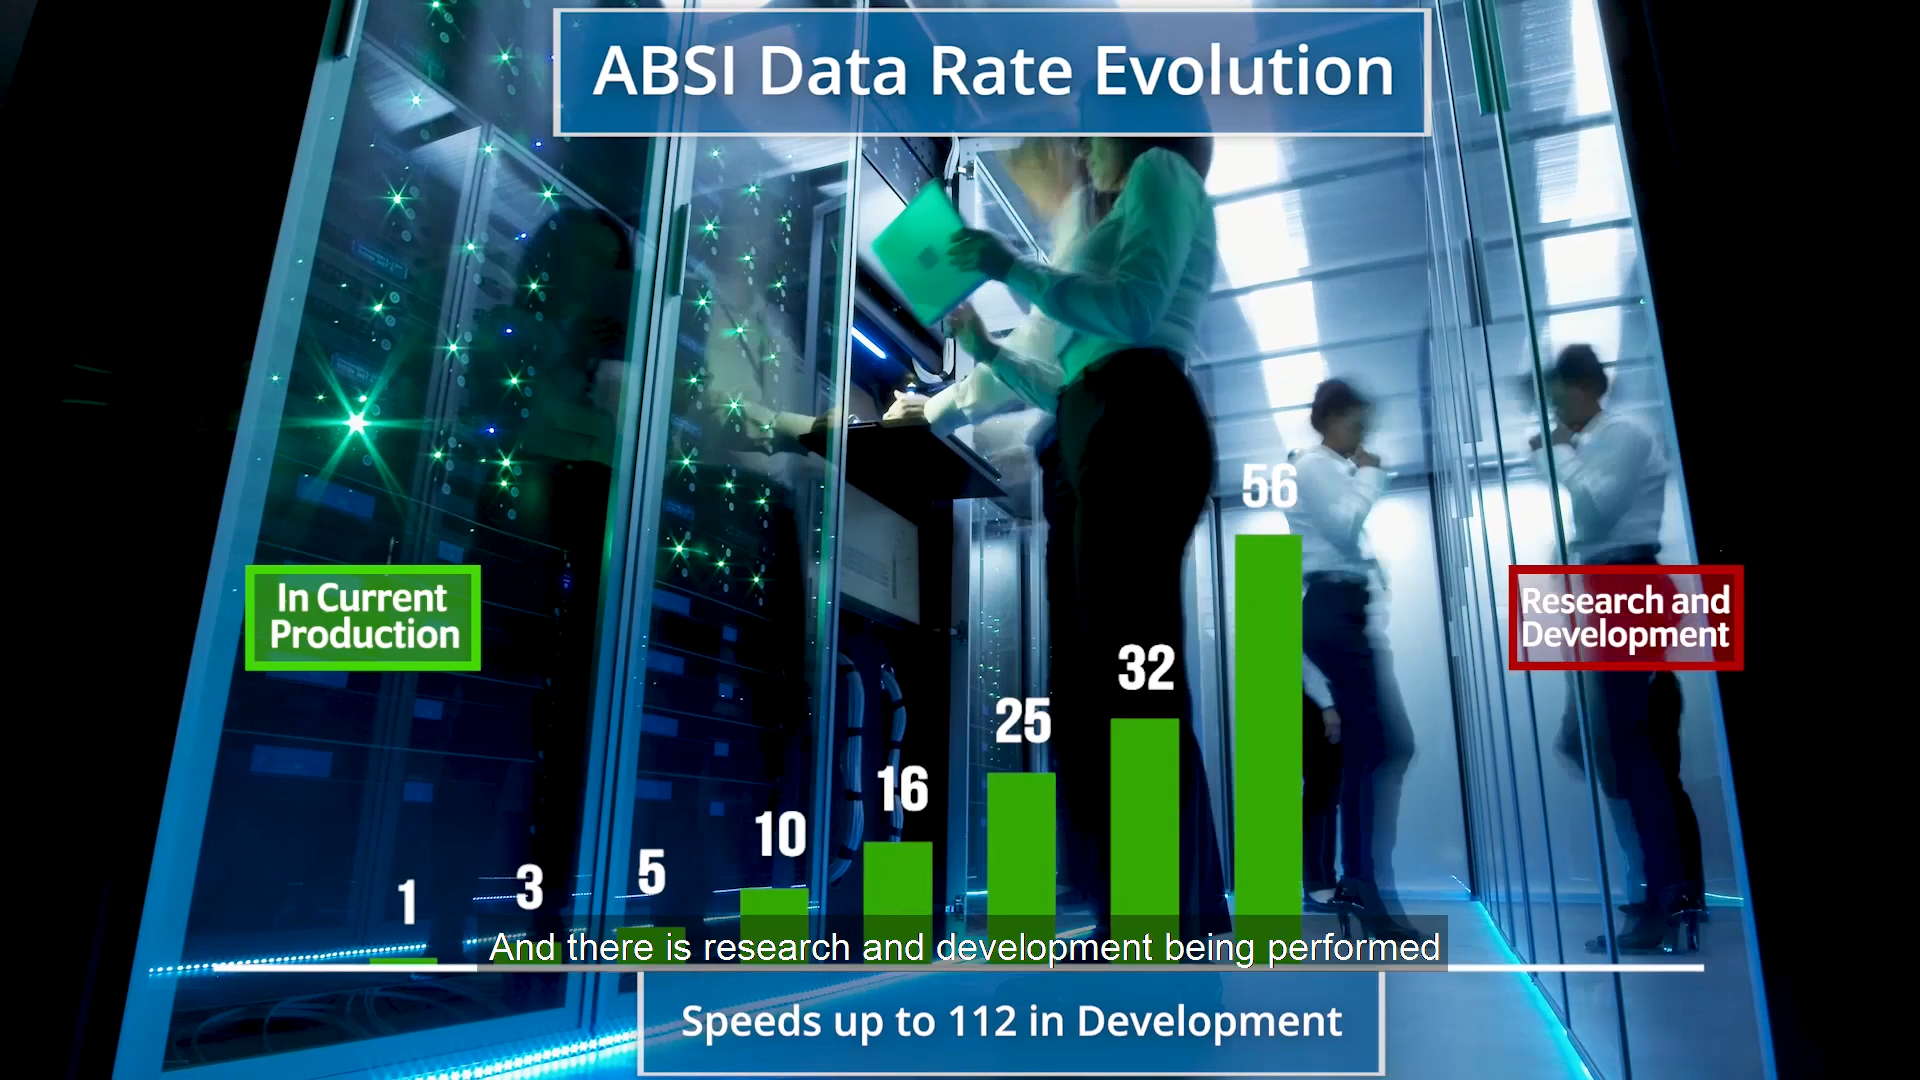 ABSI Data Rate Evolution
56
In Current
Production
Research and
Development
32
25
16
10
5
3
1
And there is research and development being performed
Speeds up to 112 in Development